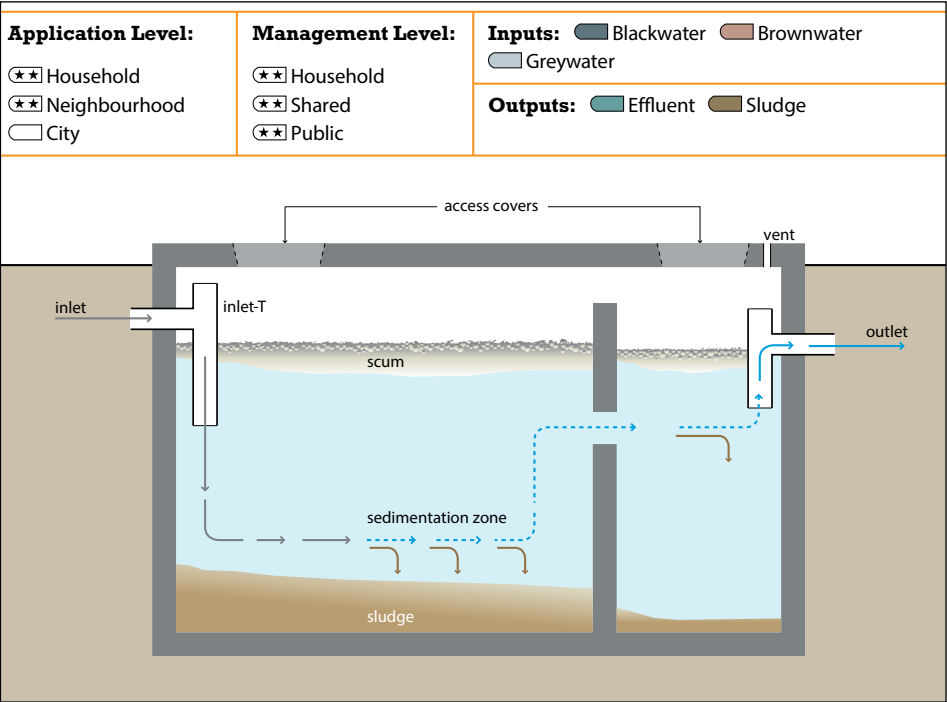 Application Level:
★★ Household
★★ Neighbourhood
City
Management Level:
★★ Household
★★ Shared
★★ Public
Inputs: Blackwater Brownwater
Greywater
Outputs: Effluent Sludge
access covers
vent
inlet
inlet-T
outlet
scum
sedimentation zone
sludge